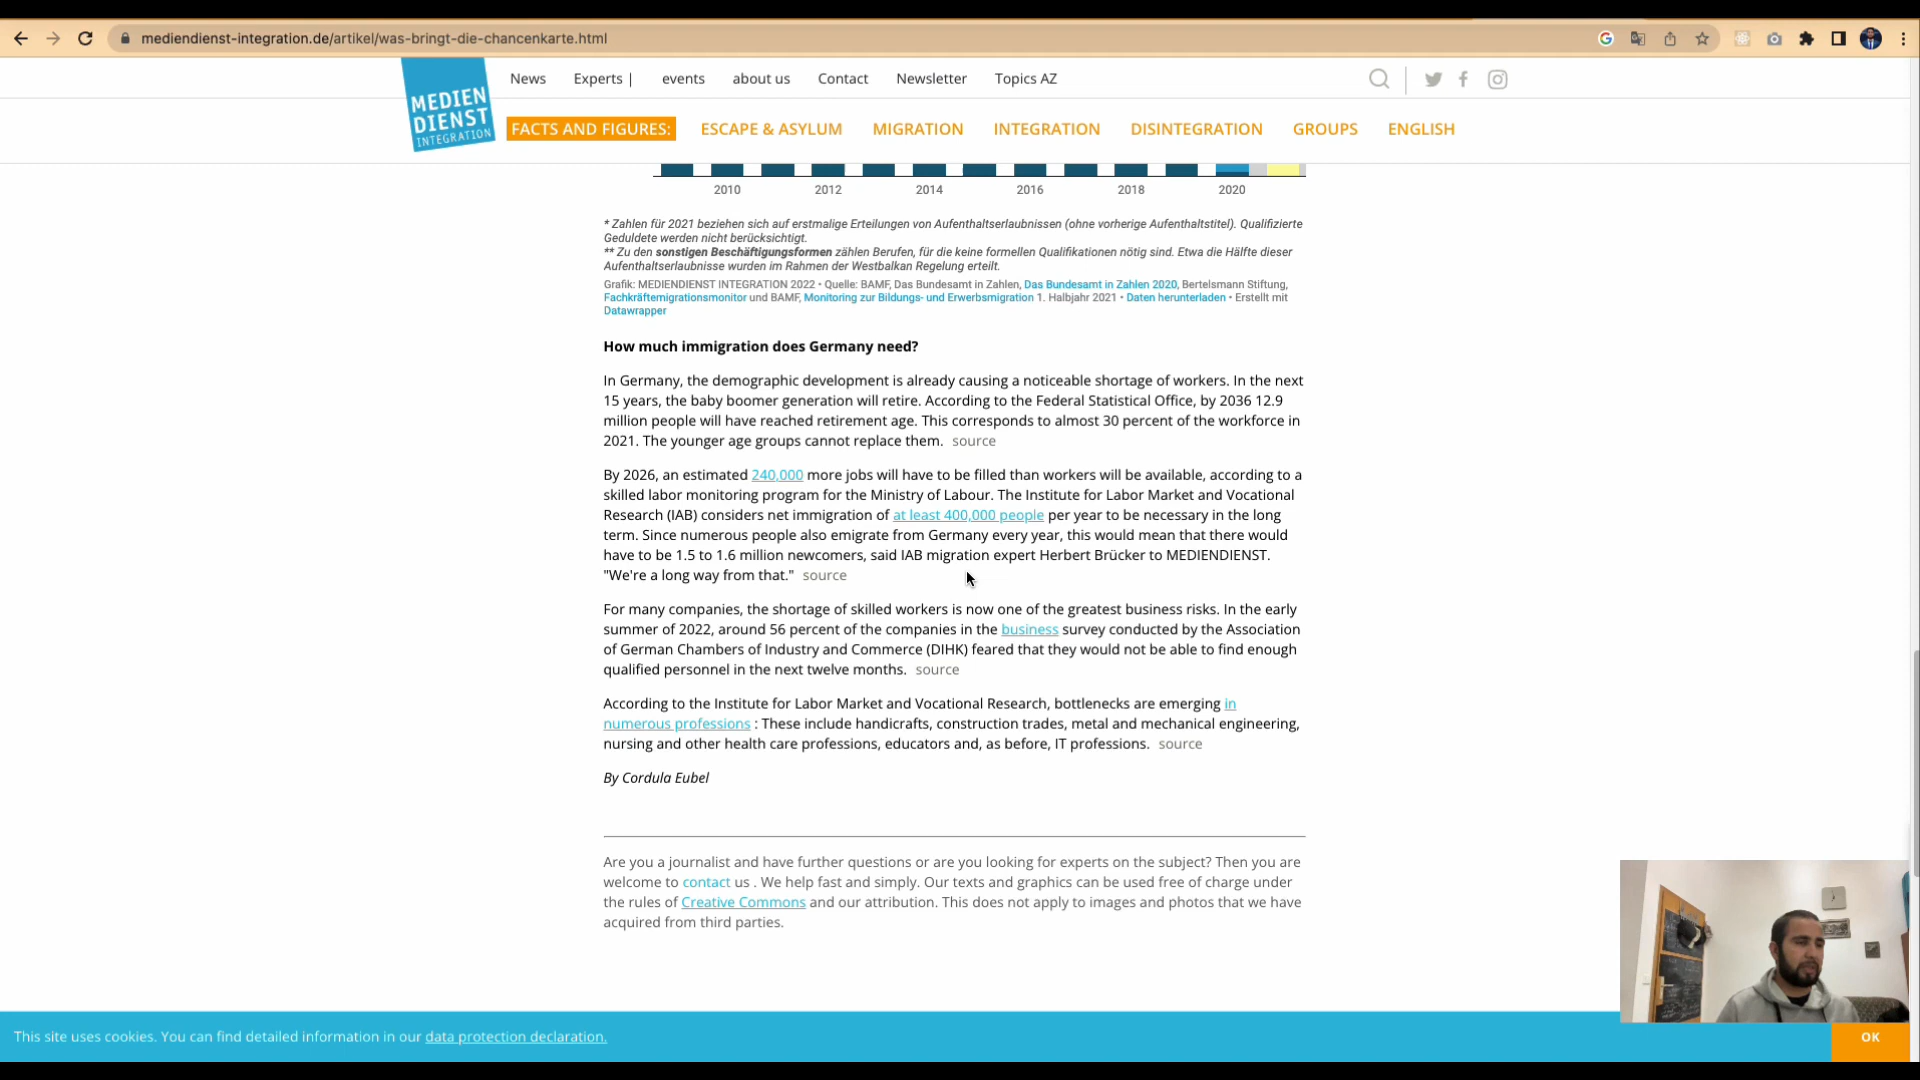 mediendienst-integration.de/artikel/was-bringt-die-chancenkarte.html
MEDIEN
DIENST
INTEGRATION
News Experts | events about us Contact Newsletter Topics AZ
FACTS AND FIGURES: ESCAPE & ASYLUM MIGRATION INTEGRATION DISINTEGRATION GROUPS ENGLISH
2010 2012 2014 2016 2018 2020
* Zahlen für 2021 beziehen sich auf erstmalige Erteilungen von Aufenthaltserlaubnissen (ohne vorherige Aufenthaltstitel). Qualifizierte
Geduldete werden nicht berücksichtigt.
** Zu den sonstigen Beschäftigungsformen zählen Berufen, für die keine formellen Qualifikationen nötig sind. Etwa die Hälfte dieser
Aufenthaltserlaubnisse wurden im Rahmen der Westbalkan Regelung erteilt.
Grafik: MEDIENDIENST INTEGRATION 2022 • Quelle: BAMF, Das Bundesamt in Zahlen, Das Bundesamt in Zahlen 2020, Bertelsmann Stiftung,
Fachkräftemigrationsmonitor und BAMF, Monitoring zur Bildungs- und Erwerbsmigration 1. Halbjahr 2021 • Daten herunterladen • Erstellt mit
Datawrapper
How much immigration does Germany need?
In Germany, the demographic development is already causing a noticeable shortage of workers. In the next
15 years, the baby boomer generation will retire. According to the Federal Statistical Office, by 2036 12.9
million people will have reached retirement age. This corresponds to almost 30 percent of the workforce in
2021. The younger age groups cannot replace them. source
By 2026, an estimated 240,000 more jobs will have to be filled than workers will be available, according to a
skilled labor monitoring program for the Ministry of Labour. The Institute for Labor Market and Vocational
Research (IAB) considers net immigration of at least 400,000 people per year to be necessary in the long
term. Since numerous people also emigrate from Germany every year, this would mean that there would
have to be 1.5 to 1.6 million newcomers, said IAB migration expert Herbert Brücker to MEDIENDIENST.
"We're a long way from that." source
For many companies, the shortage of skilled workers is now one of the greatest business risks. In the early
summer of 2022, around 56 percent of the companies in the business survey conducted by the Association
of German Chambers of Industry and Commerce (DIHK) feared that they would not be able to find enough
qualified personnel in the next twelve months. source
According to the Institute for Labor Market and Vocational Research, bottlenecks are emerging in
numerous professions : These include handicrafts, construction trades, metal and mechanical engineering,
nursing and other health care professions, educators and, as before, IT professions. source
By Cordula Eubel
Are you a journalist and have further questions or are you looking for experts on the subject? Then you are
welcome to contact us . We help fast and simply. Our texts and graphics can be used free of charge under
the rules of Creative Commons and our attribution. This does not apply to images and photos that we have
acquired from third parties.
This site uses cookies. You can find detailed information in our data protection declaration.
OK